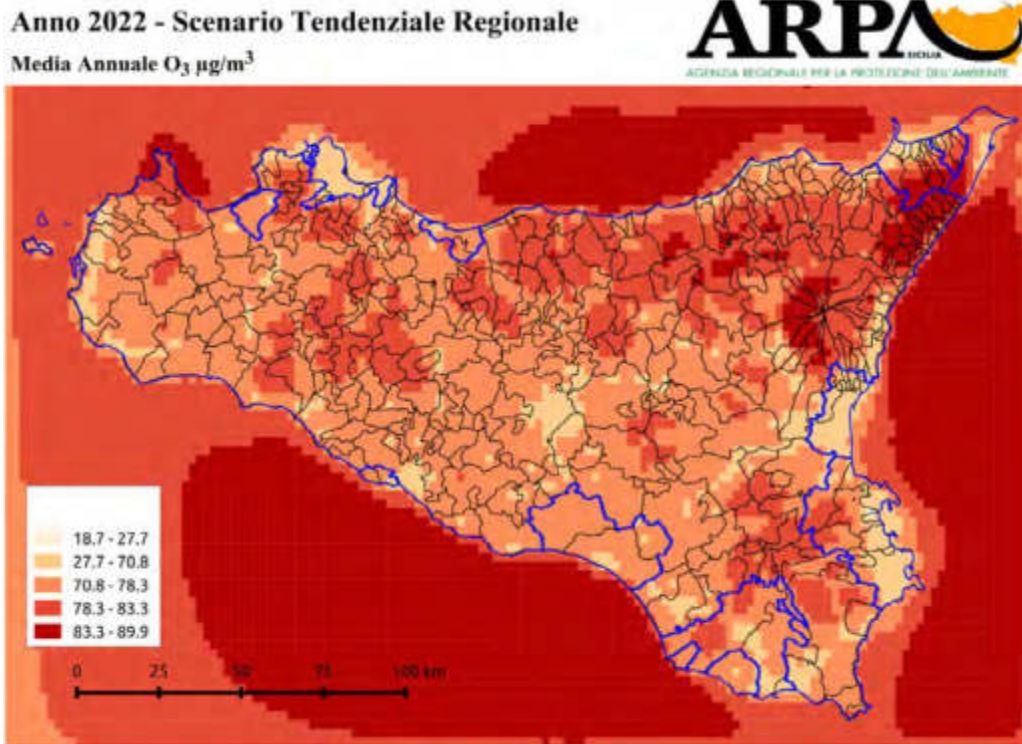 Anno 2022 - Scenario Tendenziale Regionale
Media Annuale O₃ µg/m³
ARPA
SICILIA
AGENZIA REGIONALE PER LA PROTEZIONE DELL'AMBIENTE
18.7 - 27.7
27.7 - 70.8
70.8 - 78.3
78.3 - 83.3
83.3 - 89.9
0 25 50 75 100 km